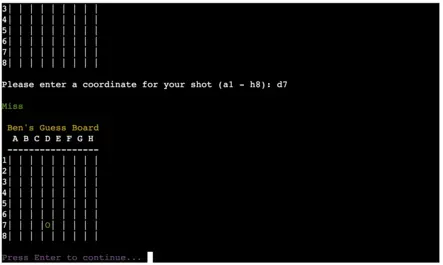 3| | | | | | | | |
4| | | | | | | | |
5| | | | | | | | |
6| | | | | | | | |
7| | | | | | | | |
8| | | | | | | | |
Please enter a coordinate for your shot (a1 - h8): d7
Miss
Ben's Guess Board
A B C D E F G H
-----------------
1| | | | | | | | |
2| | | | | | | | |
3| | | | | | | | |
4| | | | | | | | |
5| | | | | | | | |
6| | | | | | | | |
7| | | |O| | | | |
8| | | | | | | | |
Press Enter to continue...